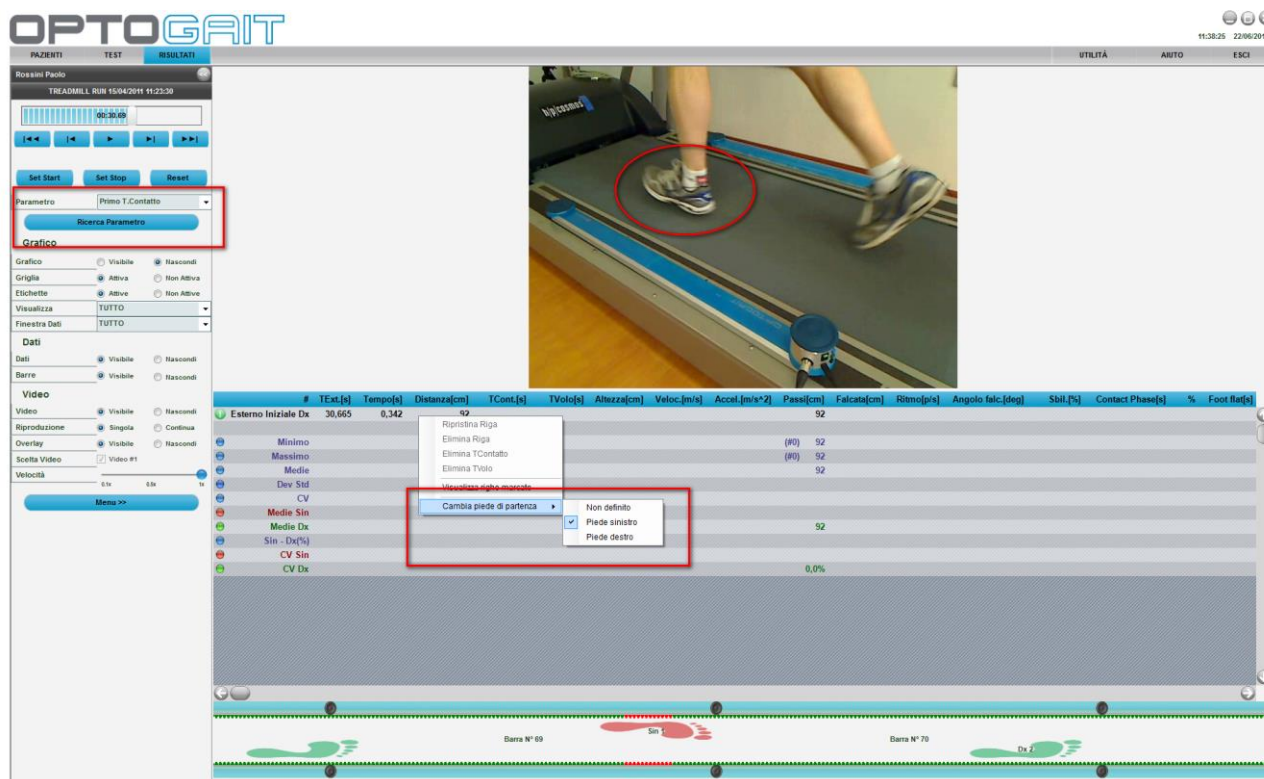 OPTOGAIT
11:38:25 22/06/201
PAZIENTI TEST RISULTATI UTILITÀ AIUTO ESCI
Rossini Paolo
TREADMILL RUN 15/04/2011 11:23:30
00:30.69
Set Start Set Stop Reset
Parametro Primo T.Contatto
Ricerca Parametro
Grafico
Grafico Visibile Nascondi
Griglia Attiva Non Attiva
Etichette Attive Non Attive
Visualizza TUTTO
Finestra Dati TUTTO
Dati
Dati Visibile Nascondi
Barre Visibile Nascondi
Video
Video Visibile Nascondi
Riproduzione Singola Continua
Overlay Visibile Nascondi
Scelta Video Video #1
Velocità
0.1x 0.5x 1x
Menu >>
h/p/cosmos
# TExt.[s] Tempo[s] Distanza[cm] TCont.[s] TVolo[s] Altezza[cm] Veloc.[m/s] Accel.[m/s^2] Passi[cm] Falcata[cm] Ritmo[p/s] Angolo falc.[deg] Sbil.[%] Contact Phase[s] % Foot flat[s]
Esterno Iniziale Dx 30,665 0,342 92 92
Minimo (#0) 92
Massimo (#0) 92
Medie 92
Dev Std
CV
Medie Sin
Medie Dx 92
Sin - Dx(%)
CV Sin
CV Dx 0,0%
Ripristina Riga
Elimina Riga
Elimina TContatto
Elimina TVolo
Visualizza righe marcate
Cambia piede di partenza
Non definito
Piede sinistro
Piede destro
Barra N° 69 Sin 1 Barra N° 70 Dx 2